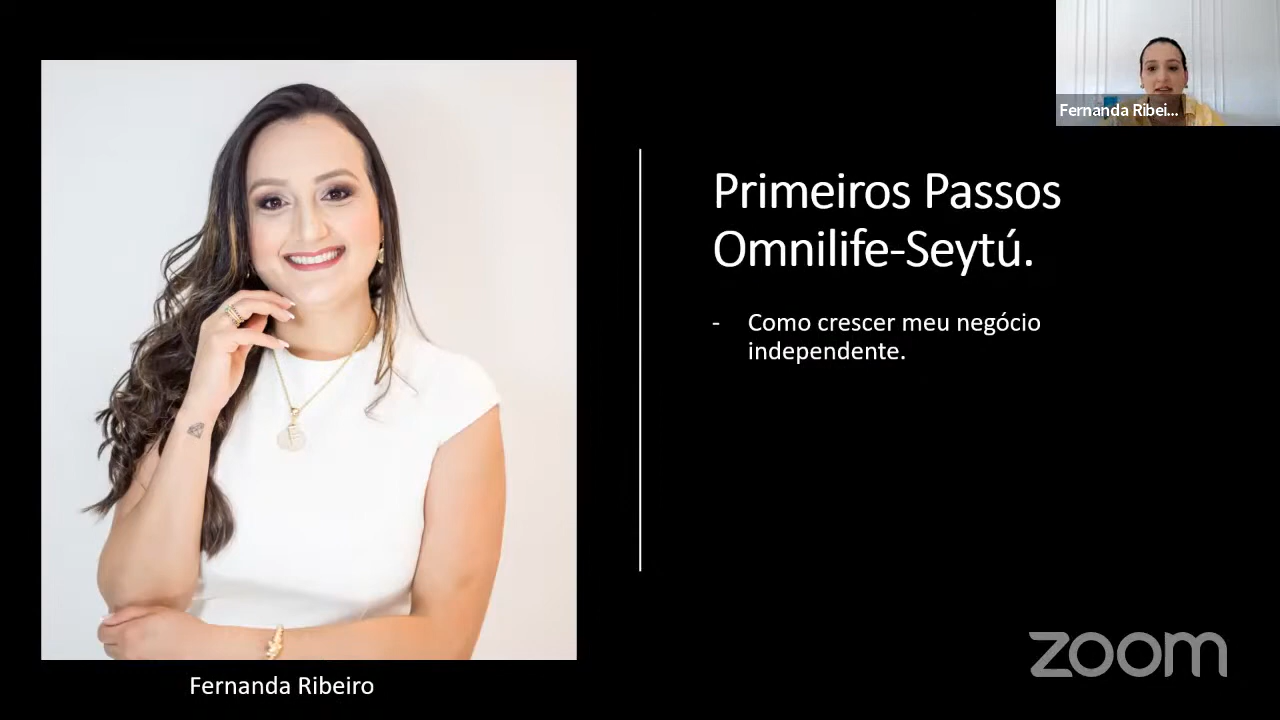 Fernanda Ribei...
Primeiros Passos
Omnilife-Seytú.
- Como crescer meu negócio
independente.
zoom
Fernanda Ribeiro